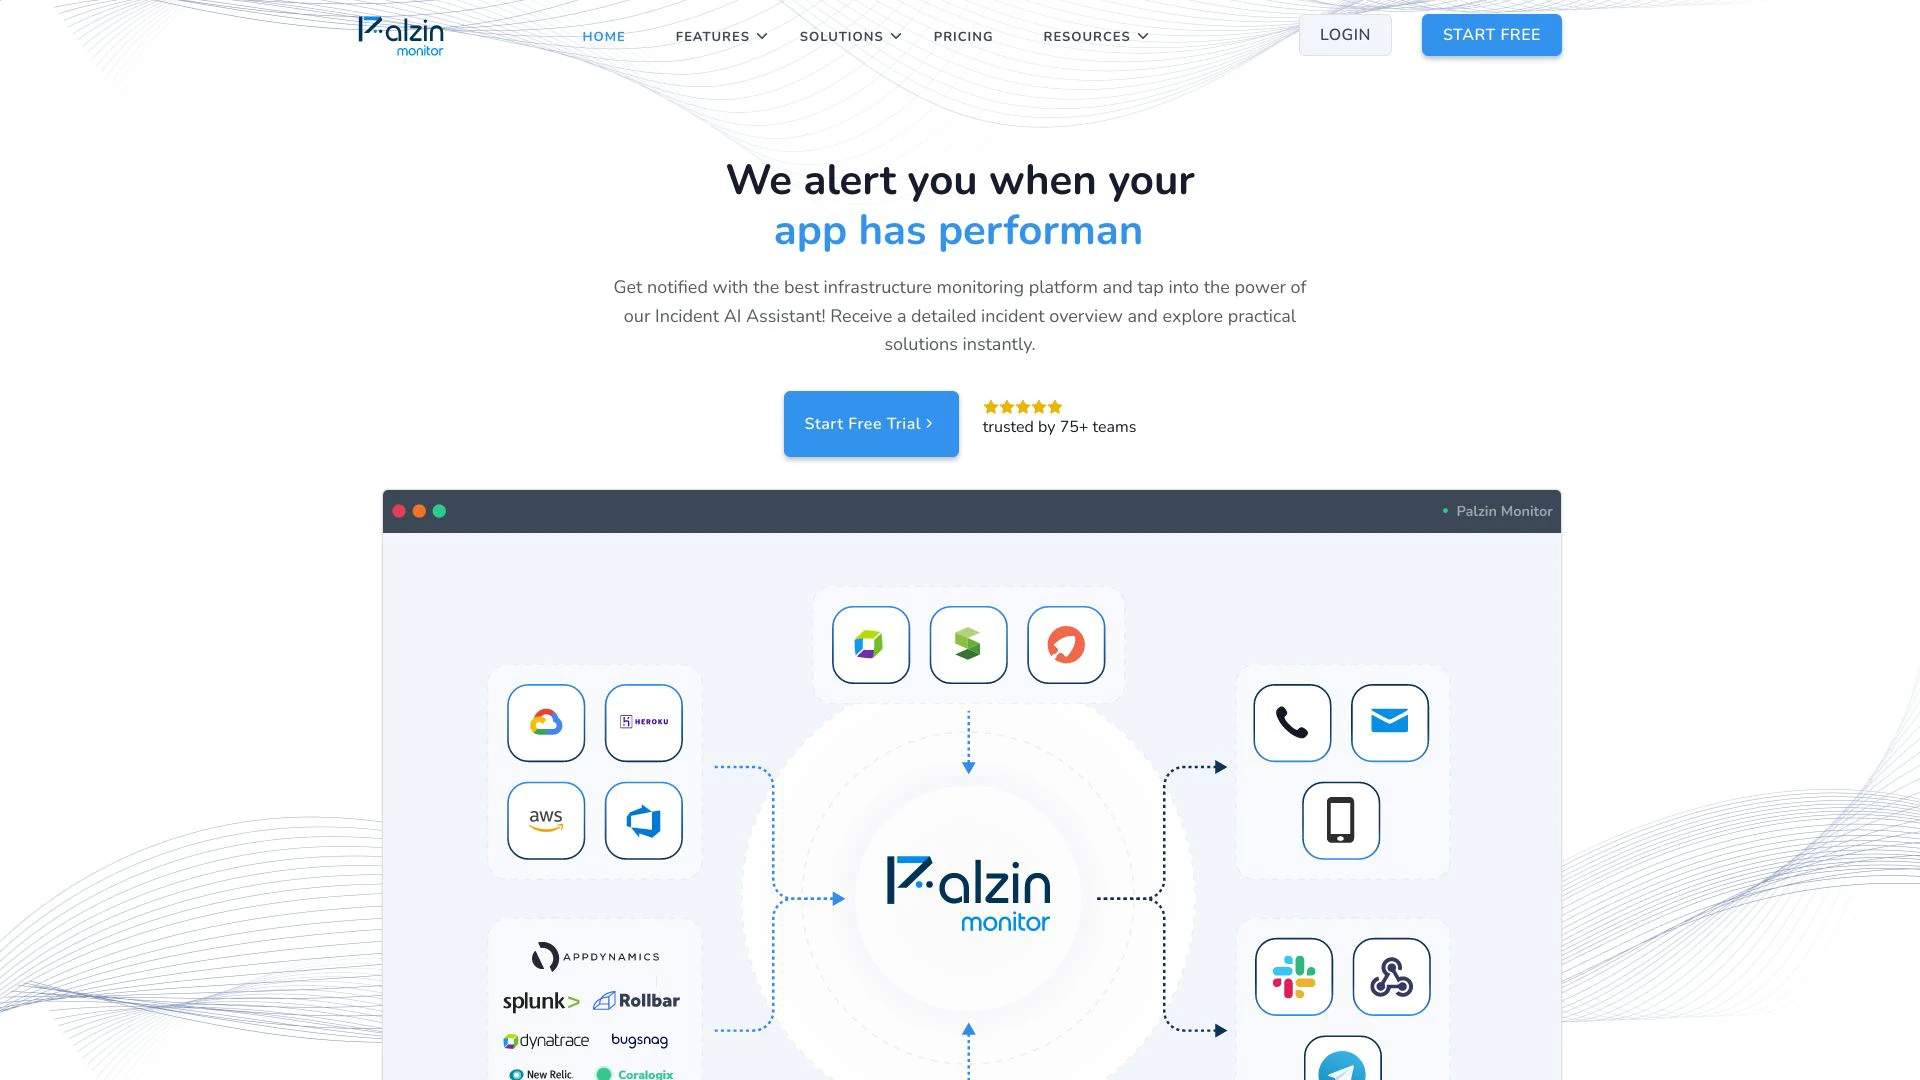 Palzin
monitor
HOME
FEATURES
SOLUTIONS
PRICING
RESOURCES
LOGIN
START FREE
We alert you when your
app has performan
Get notified with the best infrastructure monitoring platform and tap into the power of
our Incident AI Assistant! Receive a detailed incident overview and explore practical
solutions instantly.
Start Free Trial
trusted by 75+ teams
Palzin Monitor
HEROKU
aws
Palzin
monitor
APPDYNAMICS
splunk>
Rollbar
dynatrace
bugsnag
New Relic.
Coralogix